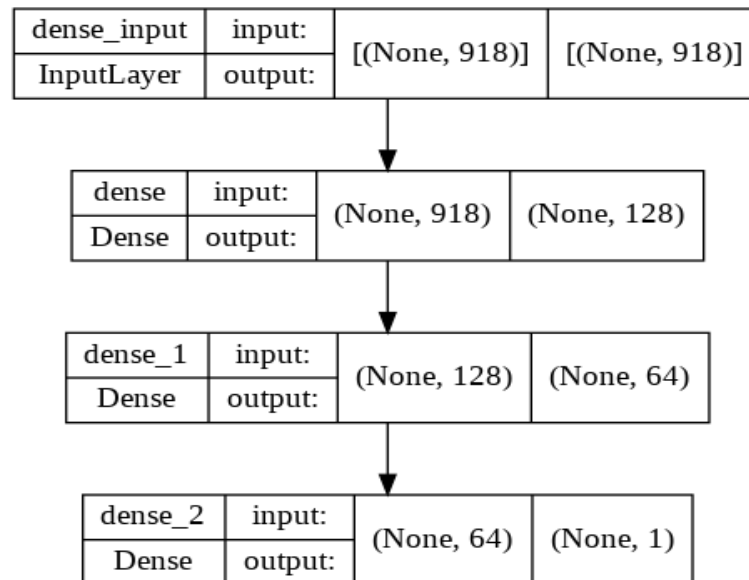 dense_input input: [(None, 918)] [(None, 918)]
InputLayer output:
dense input: (None, 918) (None, 128)
Dense output:
dense_1 input: (None, 128) (None, 64)
Dense output:
dense_2 input: (None, 64) (None, 1)
Dense output: